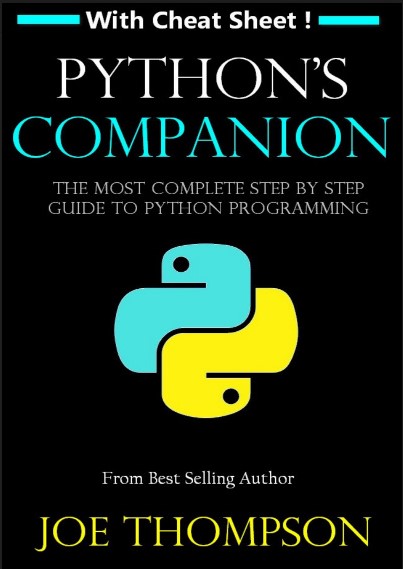 With Cheat Sheet !
PYTHON'S
COMPANION
THE MOST COMPLETE STEP BY STEP
GUIDE TO PYTHON PROGRAMMING
From Best Selling Author
JOE THOMPSON